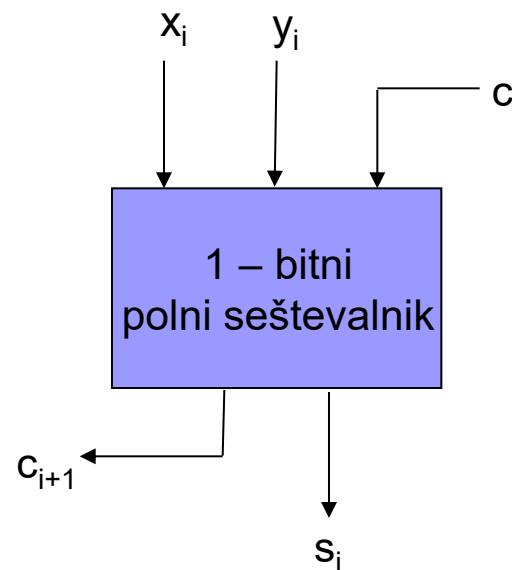 xᵢ yᵢ
c
1 – bitni
polni seštevalnik
cᵢ₊₁
sᵢ